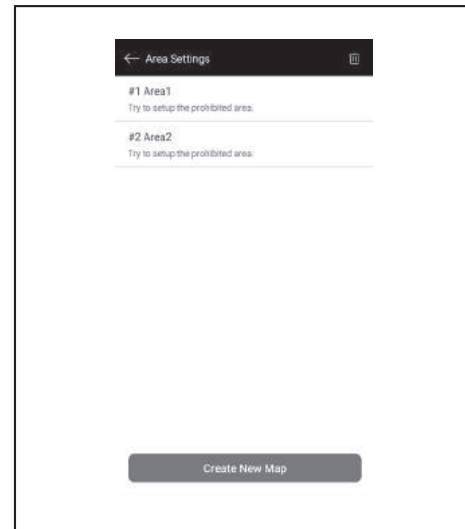 Area Settings
#1 Area1
Try to setup the prohibited area.
#2 Area2
Try to setup the prohibited area.
Create New Map